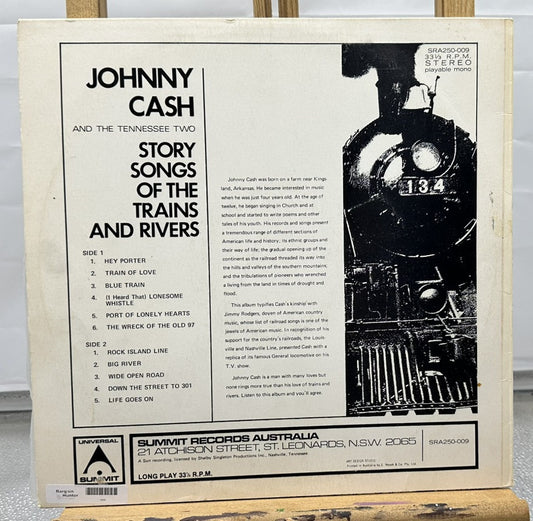 SRA250-009
33⅓ R.P.M.
STEREO
playable mono
JOHNNY
CASH
AND THE TENNESSEE TWO
STORY
SONGS
OF THE
TRAINS
AND RIVERS
SIDE 1
1. HEY PORTER
2. TRAIN OF LOVE
3. BLUE TRAIN
4. (I Heard That) LONESOME
WHISTLE
5. PORT OF LONELY HEARTS
6. THE WRECK OF THE OLD 97
SIDE 2
1. ROCK ISLAND LINE
2. BIG RIVER
3. WIDE OPEN ROAD
4. DOWN THE STREET TO 301
5. LIFE GOES ON
Johnny Cash was born on a farm near Kings-
land, Arkansas. He became interested in music
when he was just four years old. At the age of
twelve, he began singing in Church and at
school and started to write poems and other
tales of his youth. His records and songs present
a tremendous range of different sections of
American life and history; its ethnic groups and
their way of life; the gradual opening up of the
continent as the railroad threaded its way into
the hills and valleys of the southern mountains,
and the tribulations of pioneers who wrenched
a living from the land in times of drought and
flood.
This album typifies Cash's kinship with
Jimmy Rodgers, doyen of American country
music, whose list of railroad songs is one of the
jewels of American music. In recognition of his
support for the country's railroads, the Louis
ville and Nashville Line, presented Cash with a
replica of its famous General locomotive on his
T.V. show.
Johnny Cash is a man with many loves but
none rings more true than his love of trains and
rivers. Listen to this album and you'll agree.
134
UNIVERSAL
SUMMIT
SUMMIT RECORDS AUSTRALIA
21 ATCHISON STREET, ST. LEONARDS, N.S.W. 2065
A Sun recording, licensed by Shelby Singleton Productions Inc., Nashville, Tennessee
LONG PLAY 33⅓ R.P.M.
SRA250-009